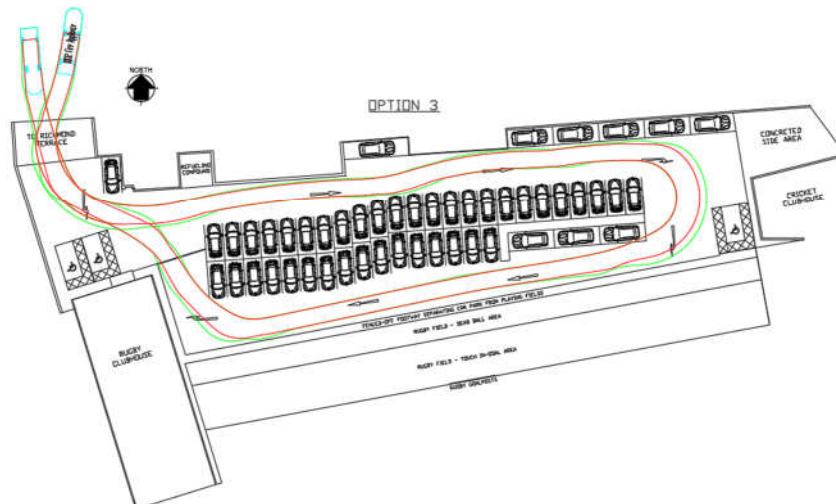 NORTH
OPTION 3
TO RICHMOND
TERRACE
REFUELING
COMPOUND
CONCRETED
SIDE AREA
CRICKET
CLUBHOUSE
FENCED-OFF FOOTWAY SEPARATING CAR PARK FROM PLAYING FIELDS
RUGBY FIELD - DEAD BALL AREA
RUGBY FIELD - TOUCH IN-GOAL AREA
RUGBY GOALPOSTS
RUGBY
CLUBHOUSE